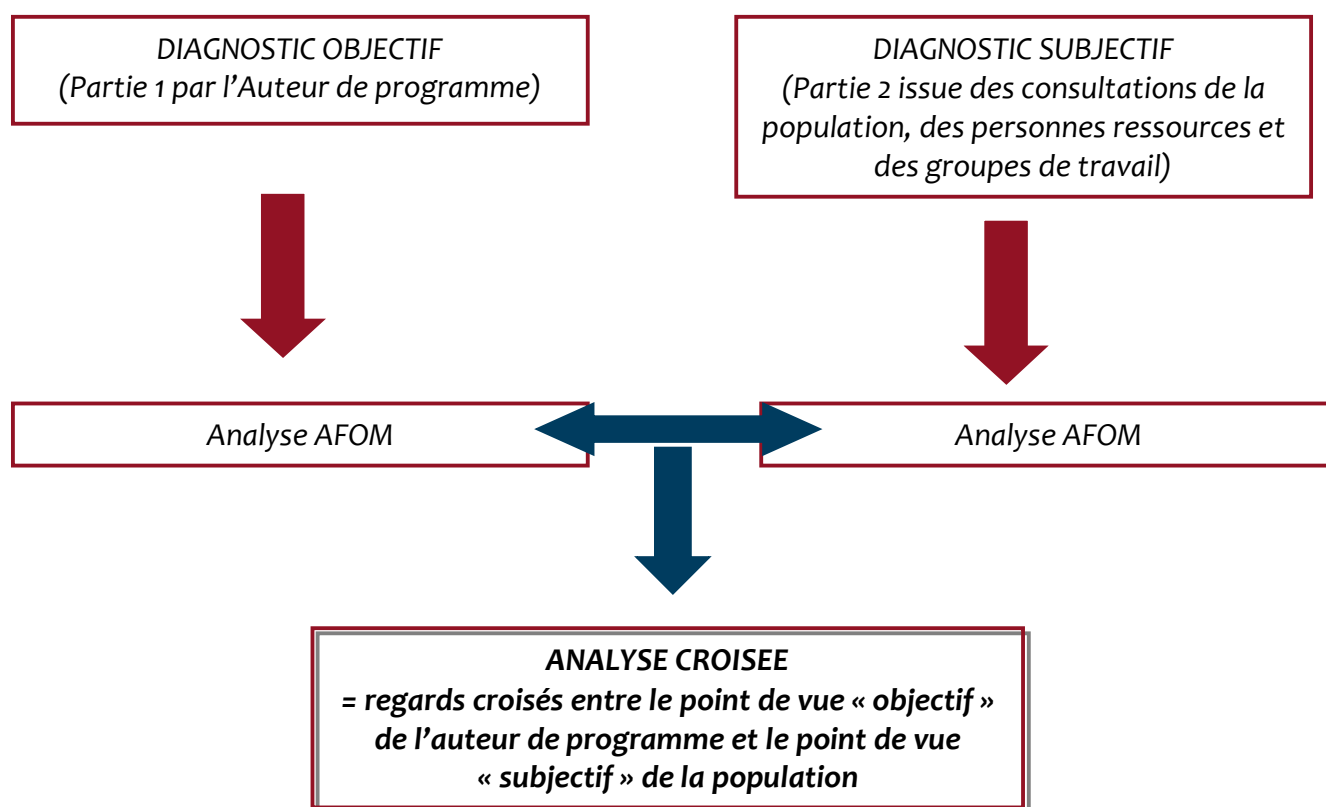 DIAGNOSTIC OBJECTIF
(Partie 1 par l’Auteur de programme)
DIAGNOSTIC SUBJECTIF
(Partie 2 issue des consultations de la
population, des personnes ressources et
des groupes de travail)
Analyse AFOM
Analyse AFOM
ANALYSE CROISEE
= regards croisés entre le point de vue « objectif »
de l’auteur de programme et le point de vue
« subjectif » de la population